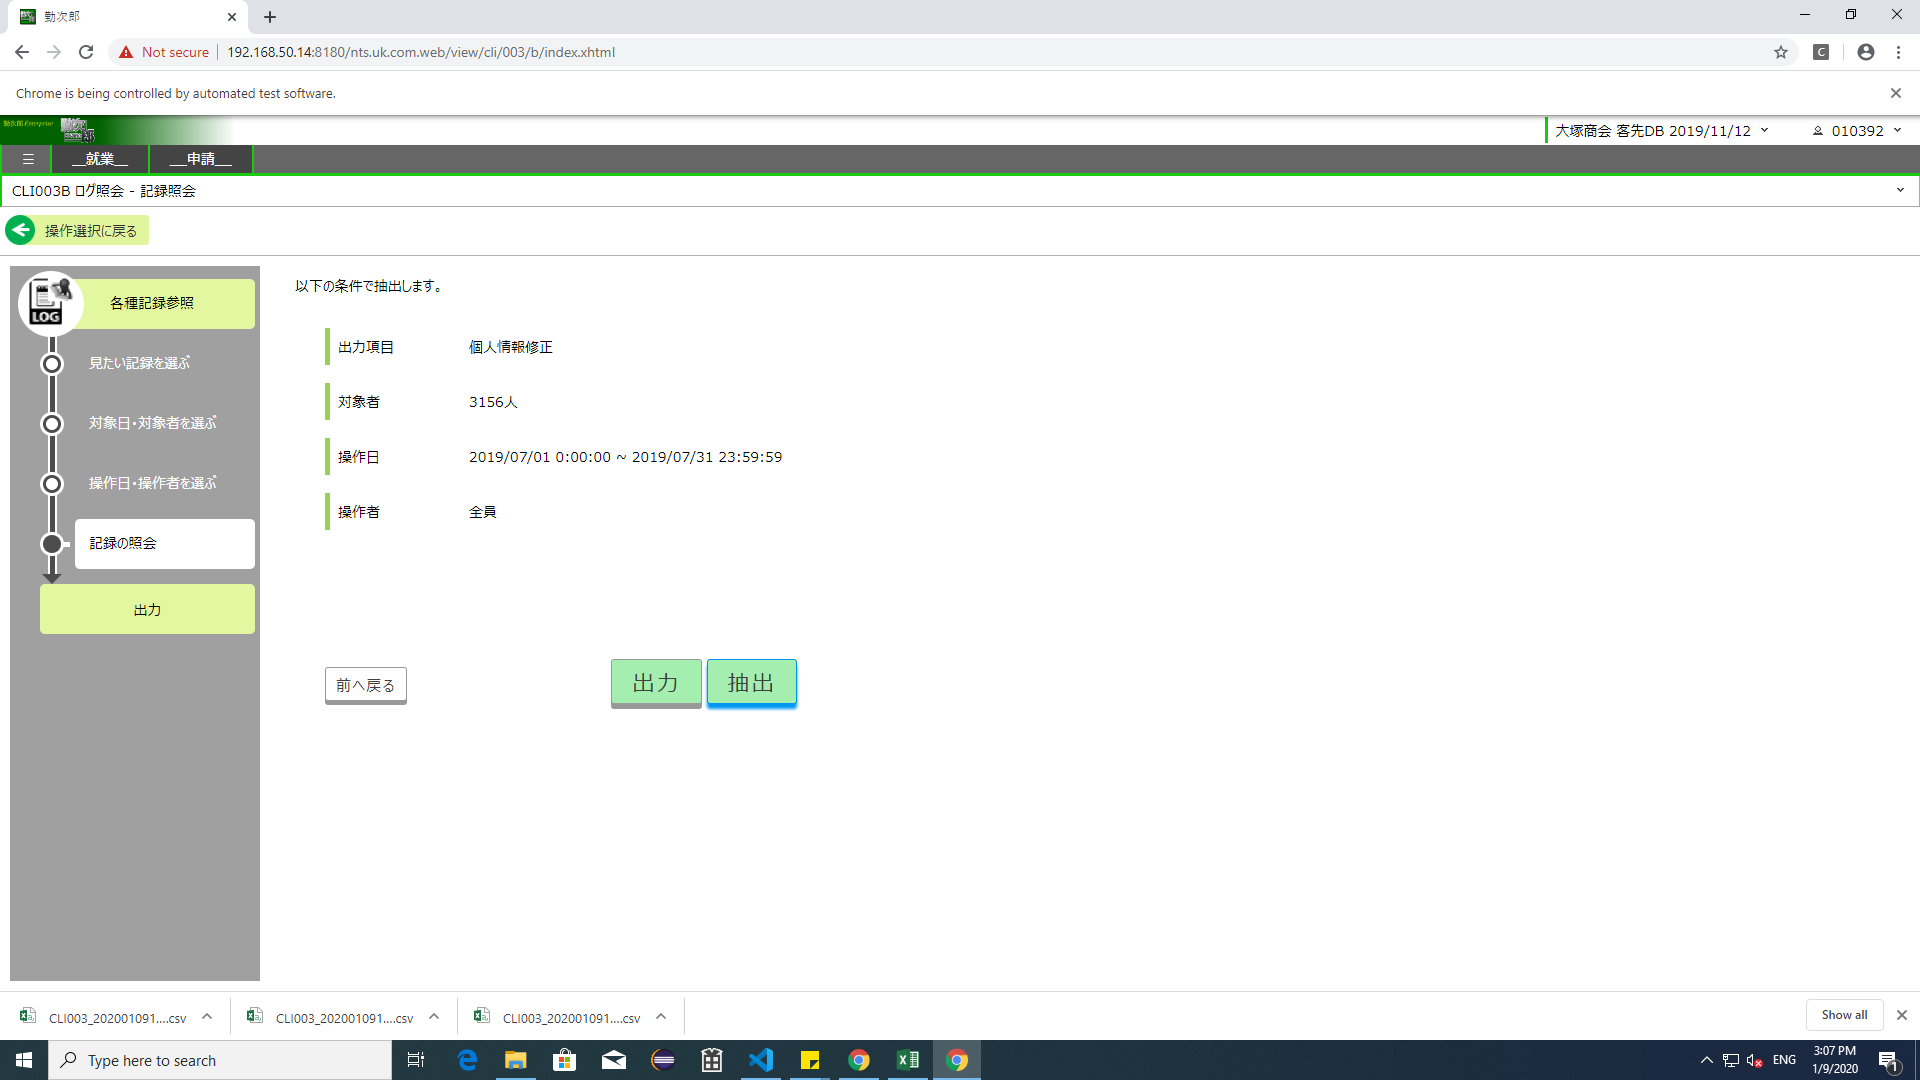 勤次郎
Not secure
192.168.50.14:8180/nts.uk.com.web/view/cli/003/b/index.xhtml
Chrome is being controlled by automated test software.
勤次郎 Enterprise
大塚商会 客先DB 2019/11/12
010392
__就業__
__申請__
CLI003B ログ照会 - 記録照会
操作選択に戻る
LOG
各種記録参照
見たい記録を選ぶ
対象日・対象者を選ぶ
操作日・操作者を選ぶ
記録の照会
出力
以下の条件で抽出します。
出力項目 個人情報修正
対象者 3156人
操作日 2019/07/01 0:00:00 ~ 2019/07/31 23:59:59
操作者 全員
前へ戻る
出力
抽出
CLI003_202001091....csv
CLI003_202001091....csv
CLI003_202001091....csv
Show all
Type here to search
ENG
3:07 PM
1/9/2020
1